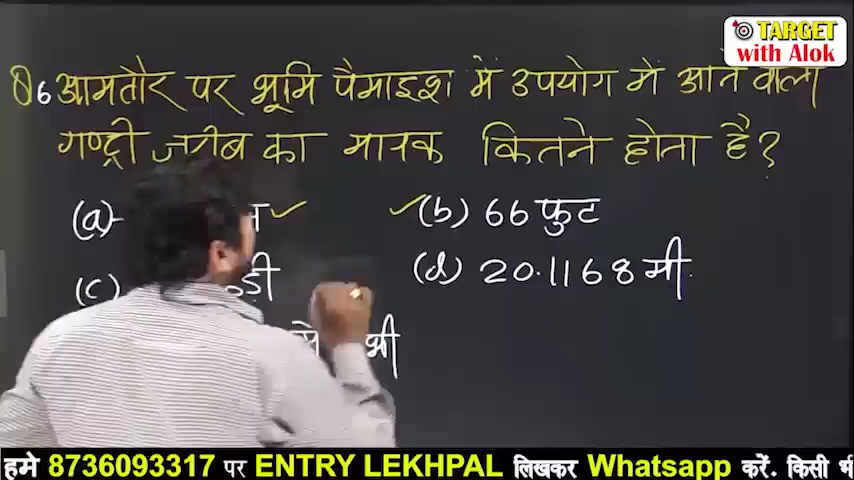 TARGET
with Alok
Q6 आमतौर पर भूमि पैमाइश में उपयोग में आने वाला
गण्ट्री जरीब का मानक कितने होता है?
(a)
(b) 66 फुट
(c)
(d) 20.1168 मी.
भी
हमे 8736093317 पर ENTRY LEKHPAL लिखकर Whatsapp करें. किसी भी